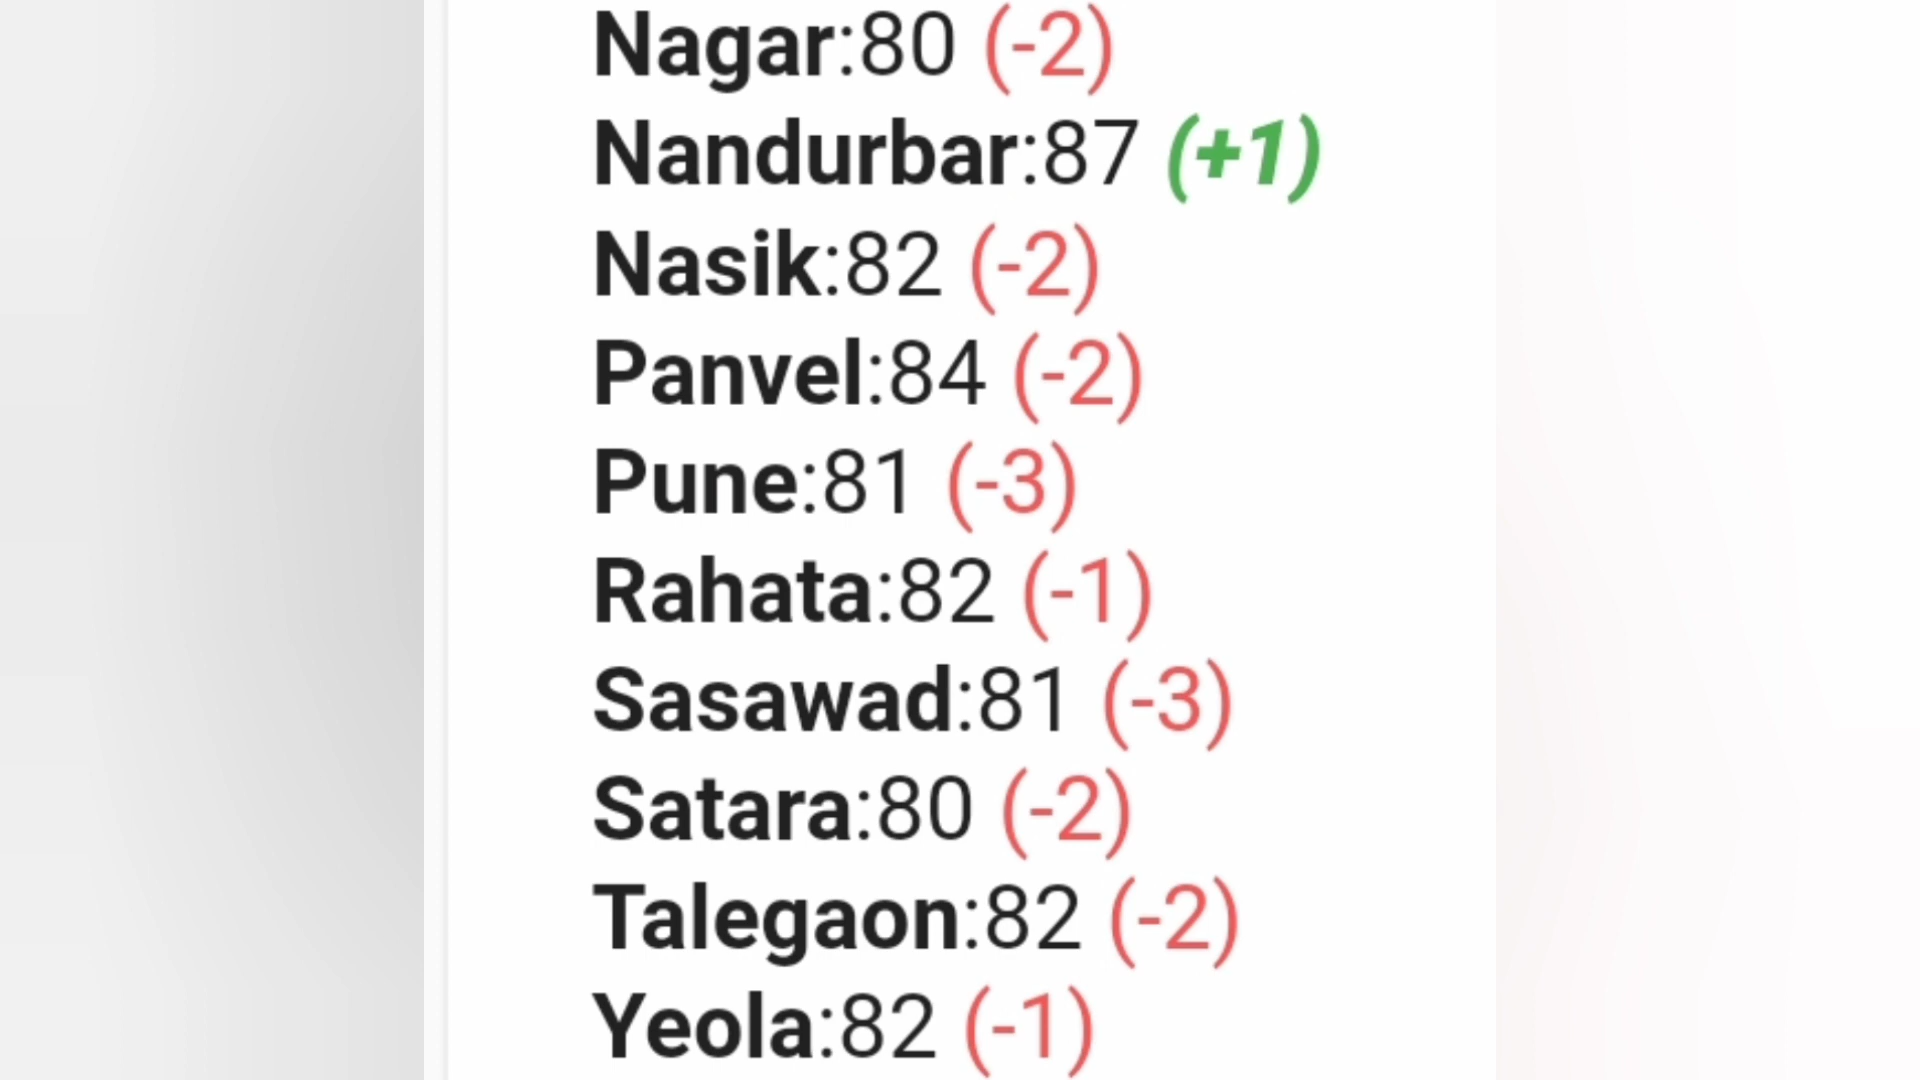 Nagar:80 (-2)
Nandurbar:87 (+1)
Nasik:82 (-2)
Panvel:84 (-2)
Pune:81 (-3)
Rahata:82 (-1)
Sasawad:81 (-3)
Satara:80 (-2)
Talegaon:82 (-2)
Yeola:82 (-1)